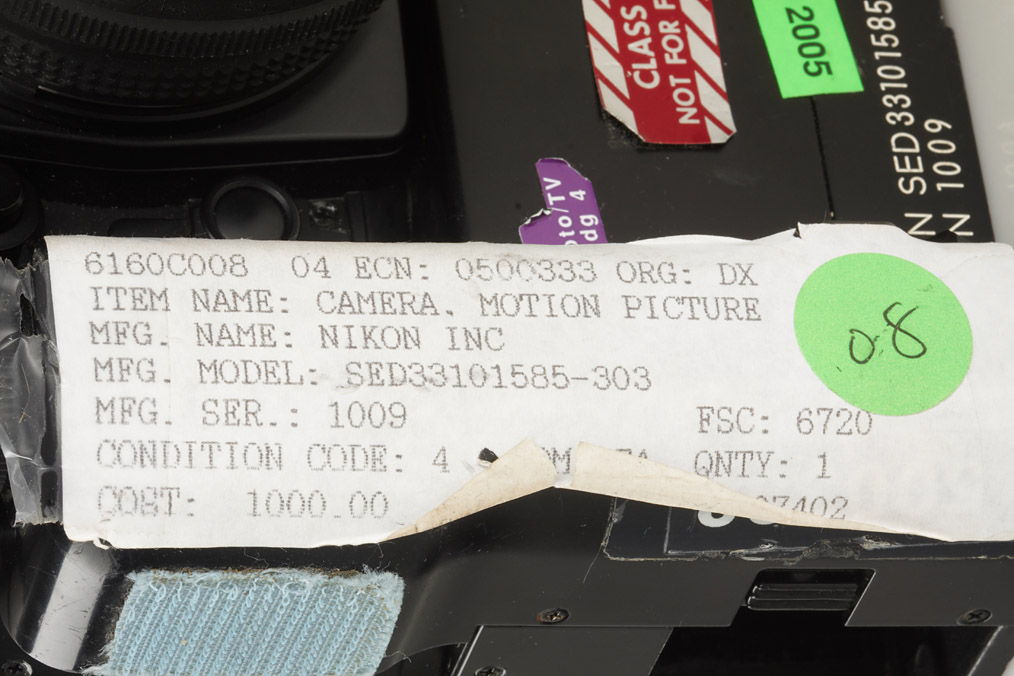 CLASS
NOT FOR F
2005
N SED33101585
N 1009
oto/TV
dg 4
6160C008 04 ECN: 0500333 ORG: DX
ITEM NAME: CAMERA, MOTION PICTURE
MFG. NAME: NIKON INC
MFG. MODEL: SED33101585-303
MFG. SER.: 1009 FSC: 6720
CONDITION CODE: 4 QNTY: 1
COST: 1000.00 7402
08